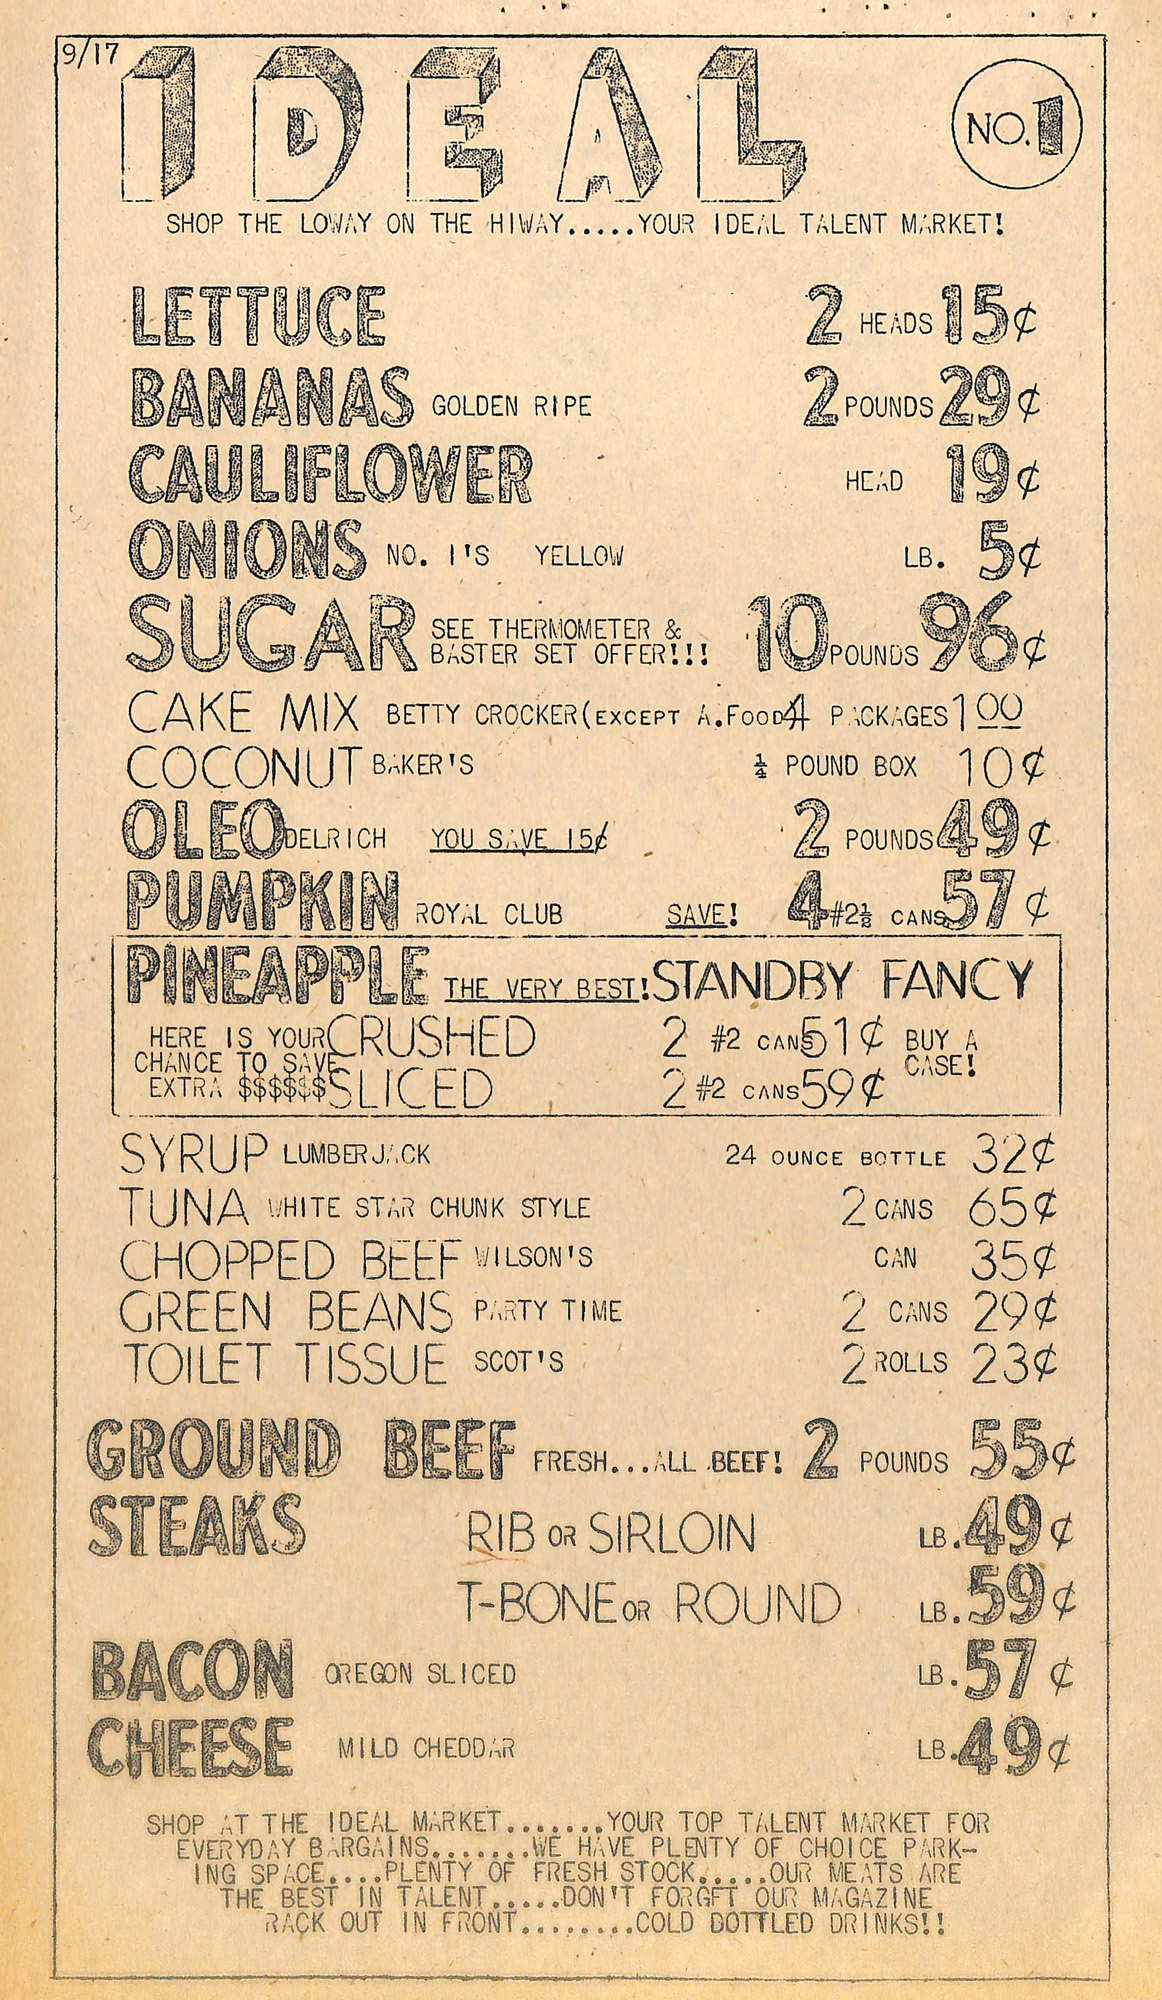 9/17
IDEAL
NO. 1
SHOP THE LOWAY ON THE HIWAY.....YOUR IDEAL TALENT MARKET!
LETTUCE 2 HEADS 15¢
BANANAS GOLDEN RIPE 2 POUNDS 29¢
CAULIFLOWER HEAD 19¢
ONIONS NO. 1'S YELLOW LB. 5¢
SUGAR SEE THERMOMETER & BASTER SET OFFER!!! 10 POUNDS 96¢
CAKE MIX BETTY CROCKER(EXCEPT A.FOOD 4 PACKAGES 1 00
COCONUT BAKER'S ¼ POUND BOX 10¢
OLEO DELRICH YOU SAVE 15¢ 2 POUNDS 49¢
PUMPKIN ROYAL CLUB SAVE! 4 #2½ CANS 57¢
PINEAPPLE THE VERY BEST! STANDBY FANCY
HERE IS YOUR CHANCE TO SAVE EXTRA $$$$$$
CRUSHED 2 #2 CANS 51¢
SLICED 2 #2 CANS 59¢
BUY A CASE!
SYRUP LUMBERJACK 24 OUNCE BOTTLE 32¢
TUNA WHITE STAR CHUNK STYLE 2 CANS 65¢
CHOPPED BEEF WILSON'S CAN 35¢
GREEN BEANS PARTY TIME 2 CANS 29¢
TOILET TISSUE SCOT'S 2 ROLLS 23¢
GROUND BEEF FRESH...ALL BEEF! 2 POUNDS 55¢
STEAKS RIB OR SIRLOIN LB. 49¢
T-BONE OR ROUND LB. 59¢
BACON OREGON SLICED LB. 57¢
CHEESE MILD CHEDDAR LB. 49¢
SHOP AT THE IDEAL MARKET.......YOUR TOP TALENT MARKET FOR
EVERYDAY BARGAINS.......WE HAVE PLENTY OF CHOICE PARK-
ING SPACE....PLENTY OF FRESH STOCK.....OUR MEATS ARE
THE BEST IN TALENT.....DON'T FORGET OUR MAGAZINE
RACK OUT IN FRONT........COLD BOTTLED DRINKS!!